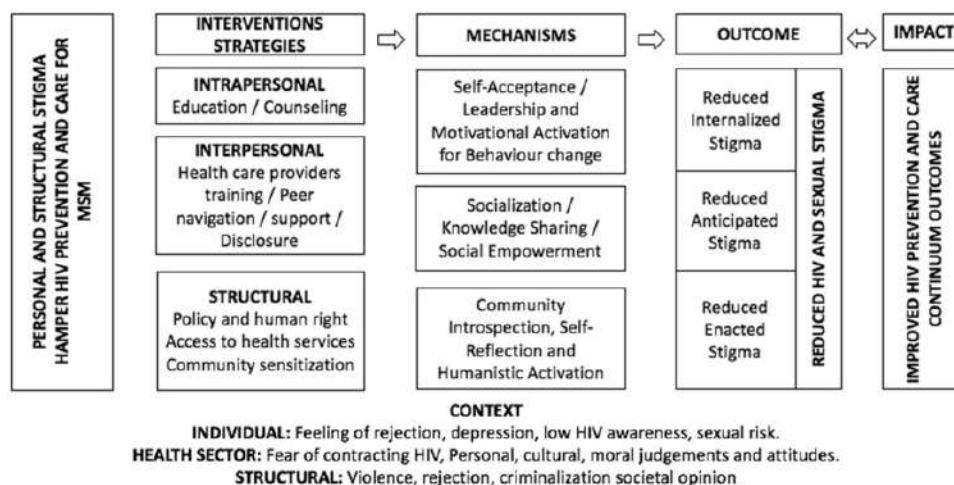 PERSONAL AND STRUCTURAL STIGMA
HAMPER HIV PREVENTION AND CARE FOR
MSM
INTERVENTIONS
STRATEGIES
MECHANISMS
OUTCOME
IMPACT
INTRAPERSONAL
Education / Counseling
INTERPERSONAL
Health care providers
training / Peer
navigation / support /
Disclosure
STRUCTURAL
Policy and human right
Access to health services
Community sensitization
Self-Acceptance /
Leadership and
Motivational Activation
for Behaviour change
Socialization /
Knowledge Sharing /
Social Empowerment
Community
Introspection, Self-
Reflection and
Humanistic Activation
Reduced
Internalized
Stigma
Reduced
Anticipated
Stigma
Reduced
Enacted
Stigma
REDUCED HIV AND SEXUAL STIGMA
IMPROVED HIV PREVENTION AND CARE
CONTINUUM OUTCOMES
CONTEXT
INDIVIDUAL: Feeling of rejection, depression, low HIV awareness, sexual risk.
HEALTH SECTOR: Fear of contracting HIV, Personal, cultural, moral judgements and attitudes.
STRUCTURAL: Violence, rejection, criminalization societal opinion